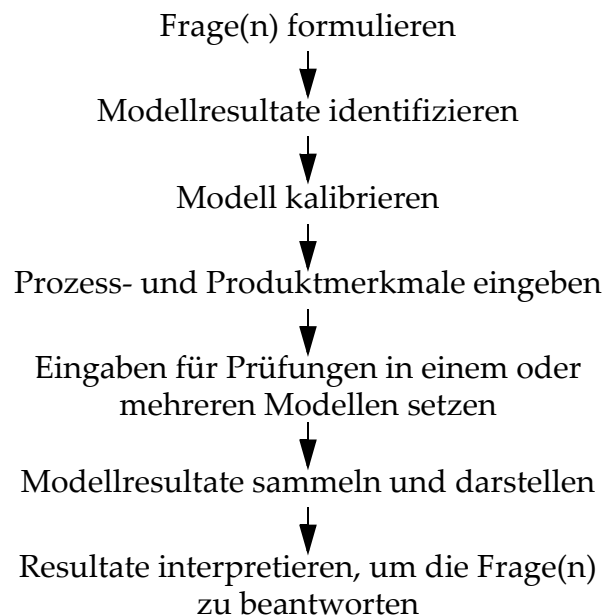 Frage(n) formulieren
Modellresultate identifizieren
Modell kalibrieren
Prozess- und Produktmerkmale eingeben
Eingaben für Prüfungen in einem oder
mehreren Modellen setzen
Modellresultate sammeln und darstellen
Resultate interpretieren, um die Frage(n)
zu beantworten